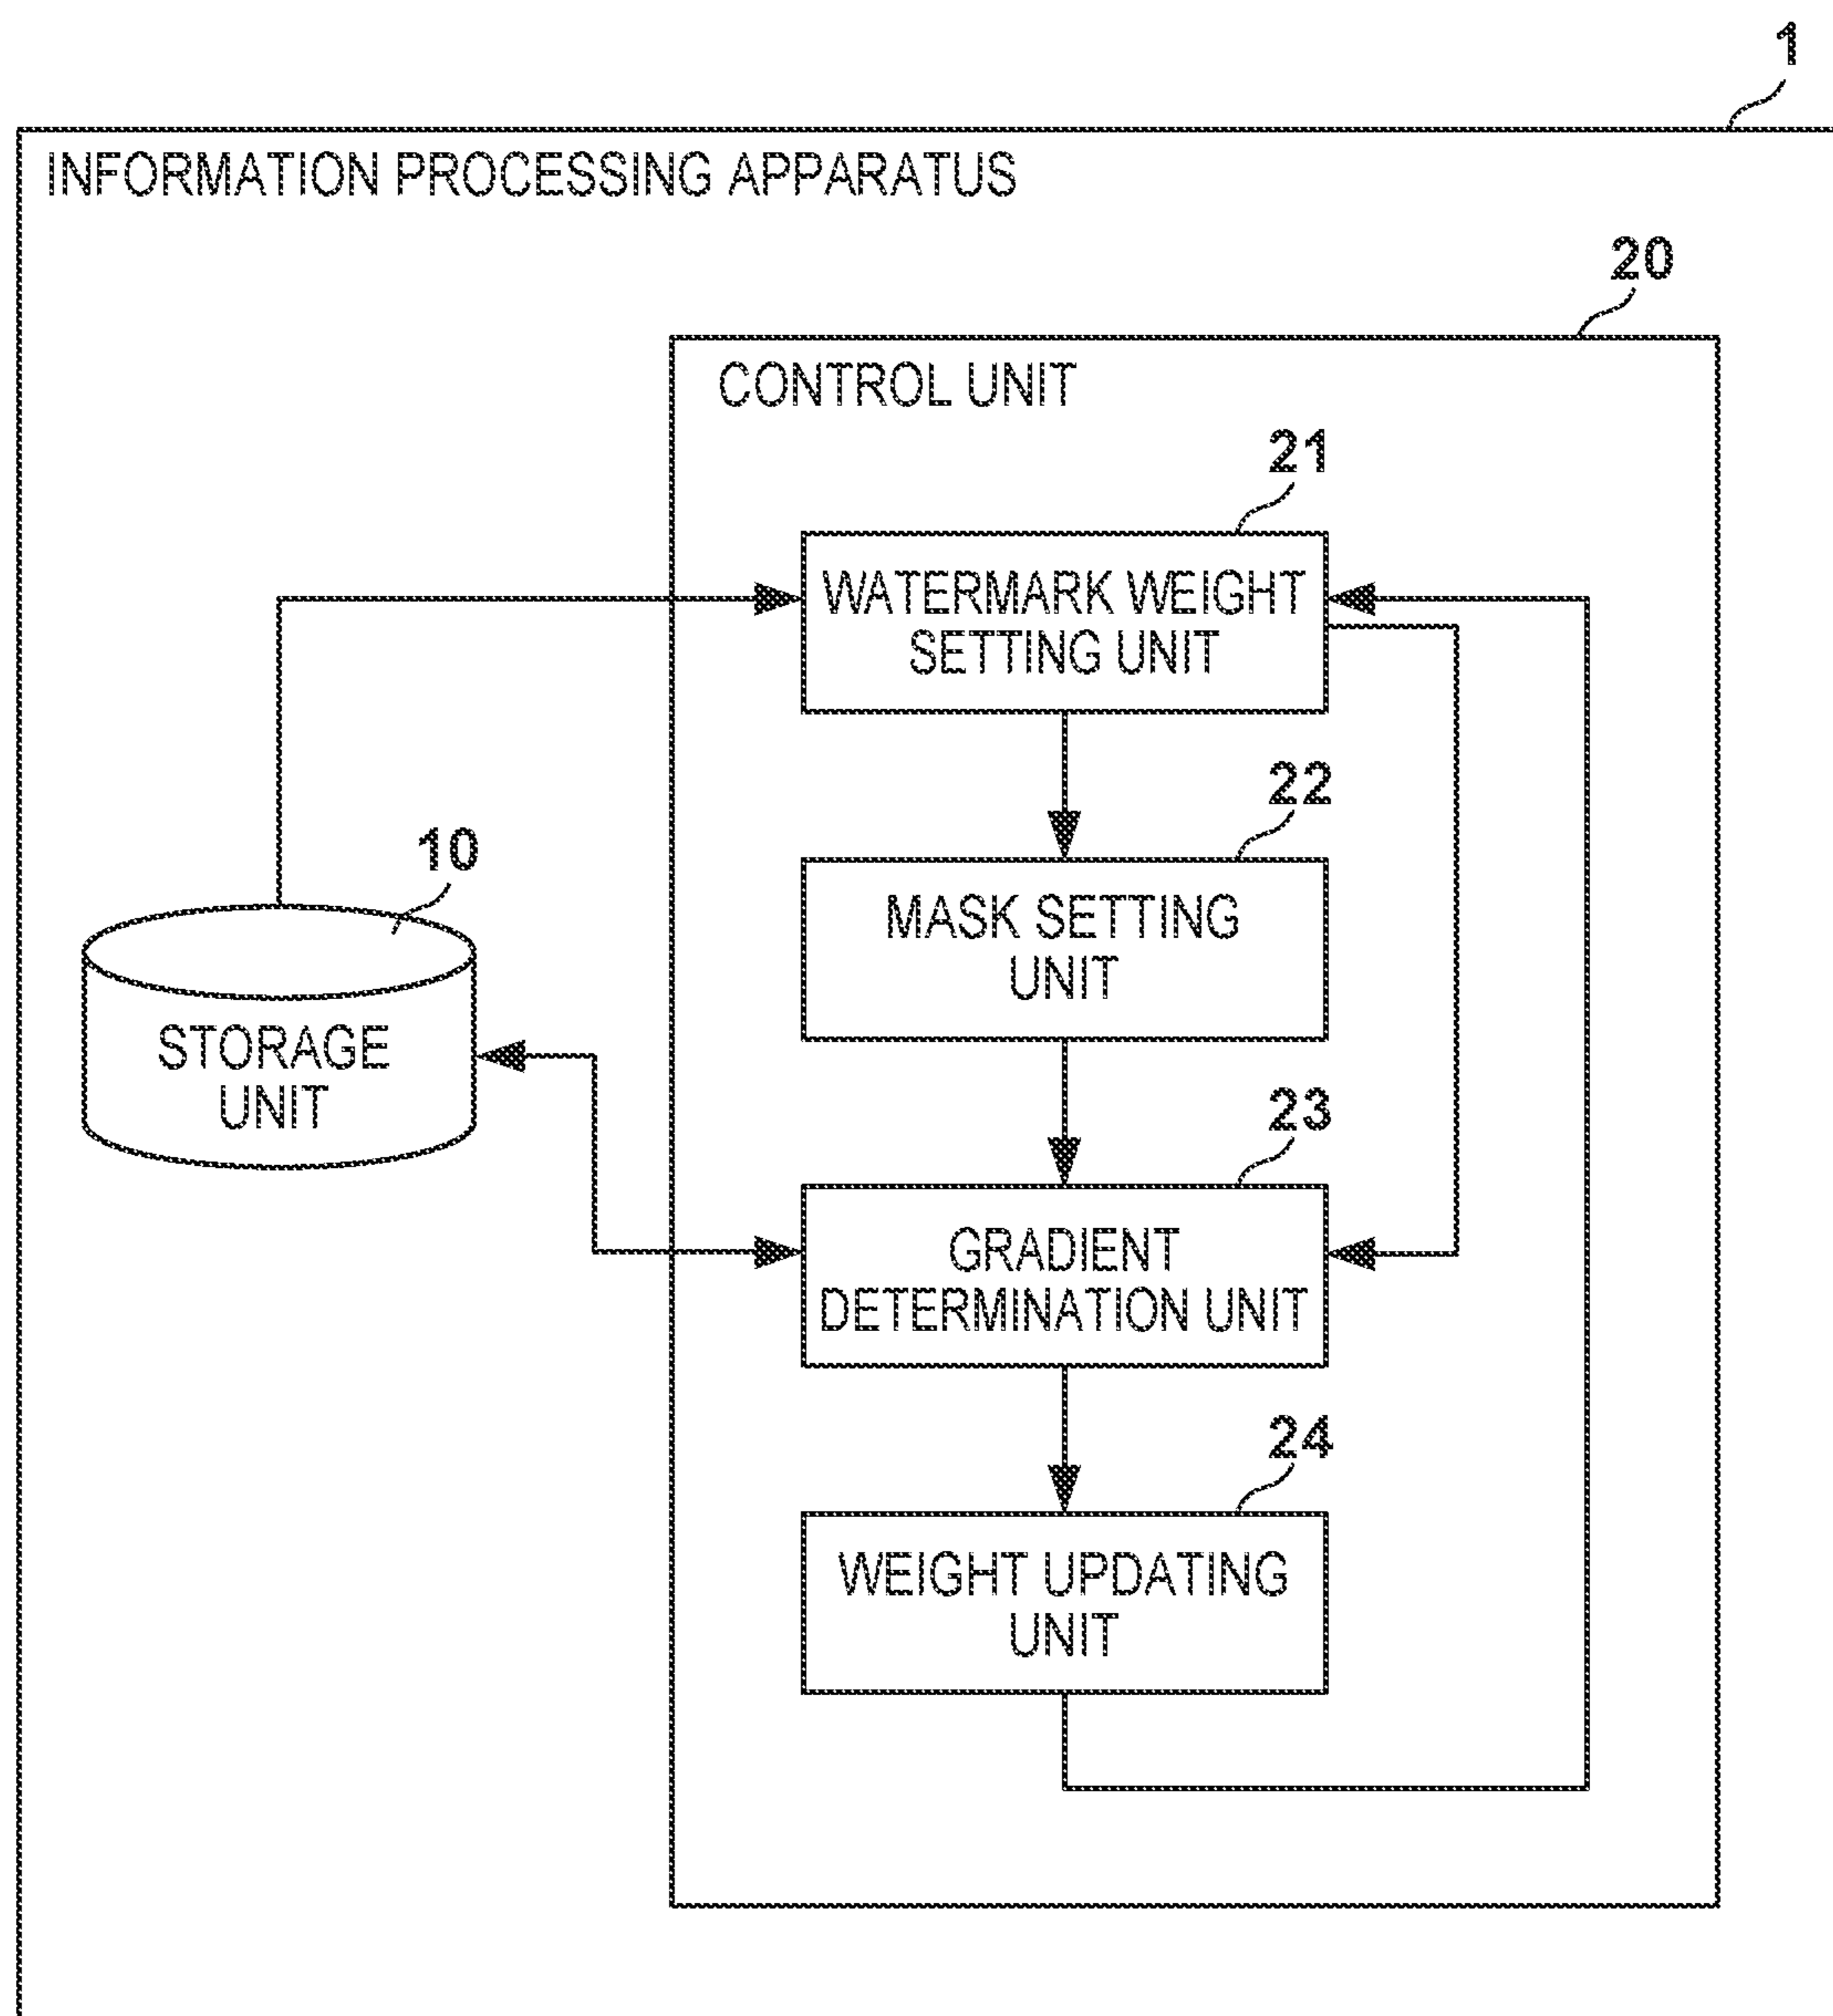 1
INFORMATION PROCESSING APPARATUS
20
CONTROL UNIT
21
WATERMARK WEIGHT
SETTING UNIT
22
MASK SETTING
UNIT
10
STORAGE
UNIT
23
GRADIENT
DETERMINATION UNIT
24
WEIGHT UPDATING
UNIT